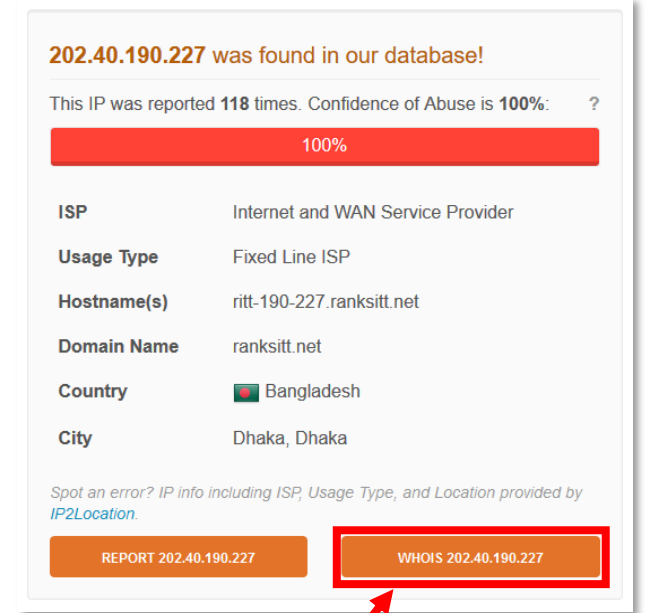 202.40.190.227 was found in our database!
This IP was reported 118 times. Confidence of Abuse is 100%: ?
100%
ISP Internet and WAN Service Provider
Usage Type Fixed Line ISP
Hostname(s) ritt-190-227.ranksitt.net
Domain Name ranksitt.net
Country Bangladesh
City Dhaka, Dhaka
Spot an error? IP info including ISP, Usage Type, and Location provided by
IP2Location.
REPORT 202.40.190.227 WHOIS 202.40.190.227